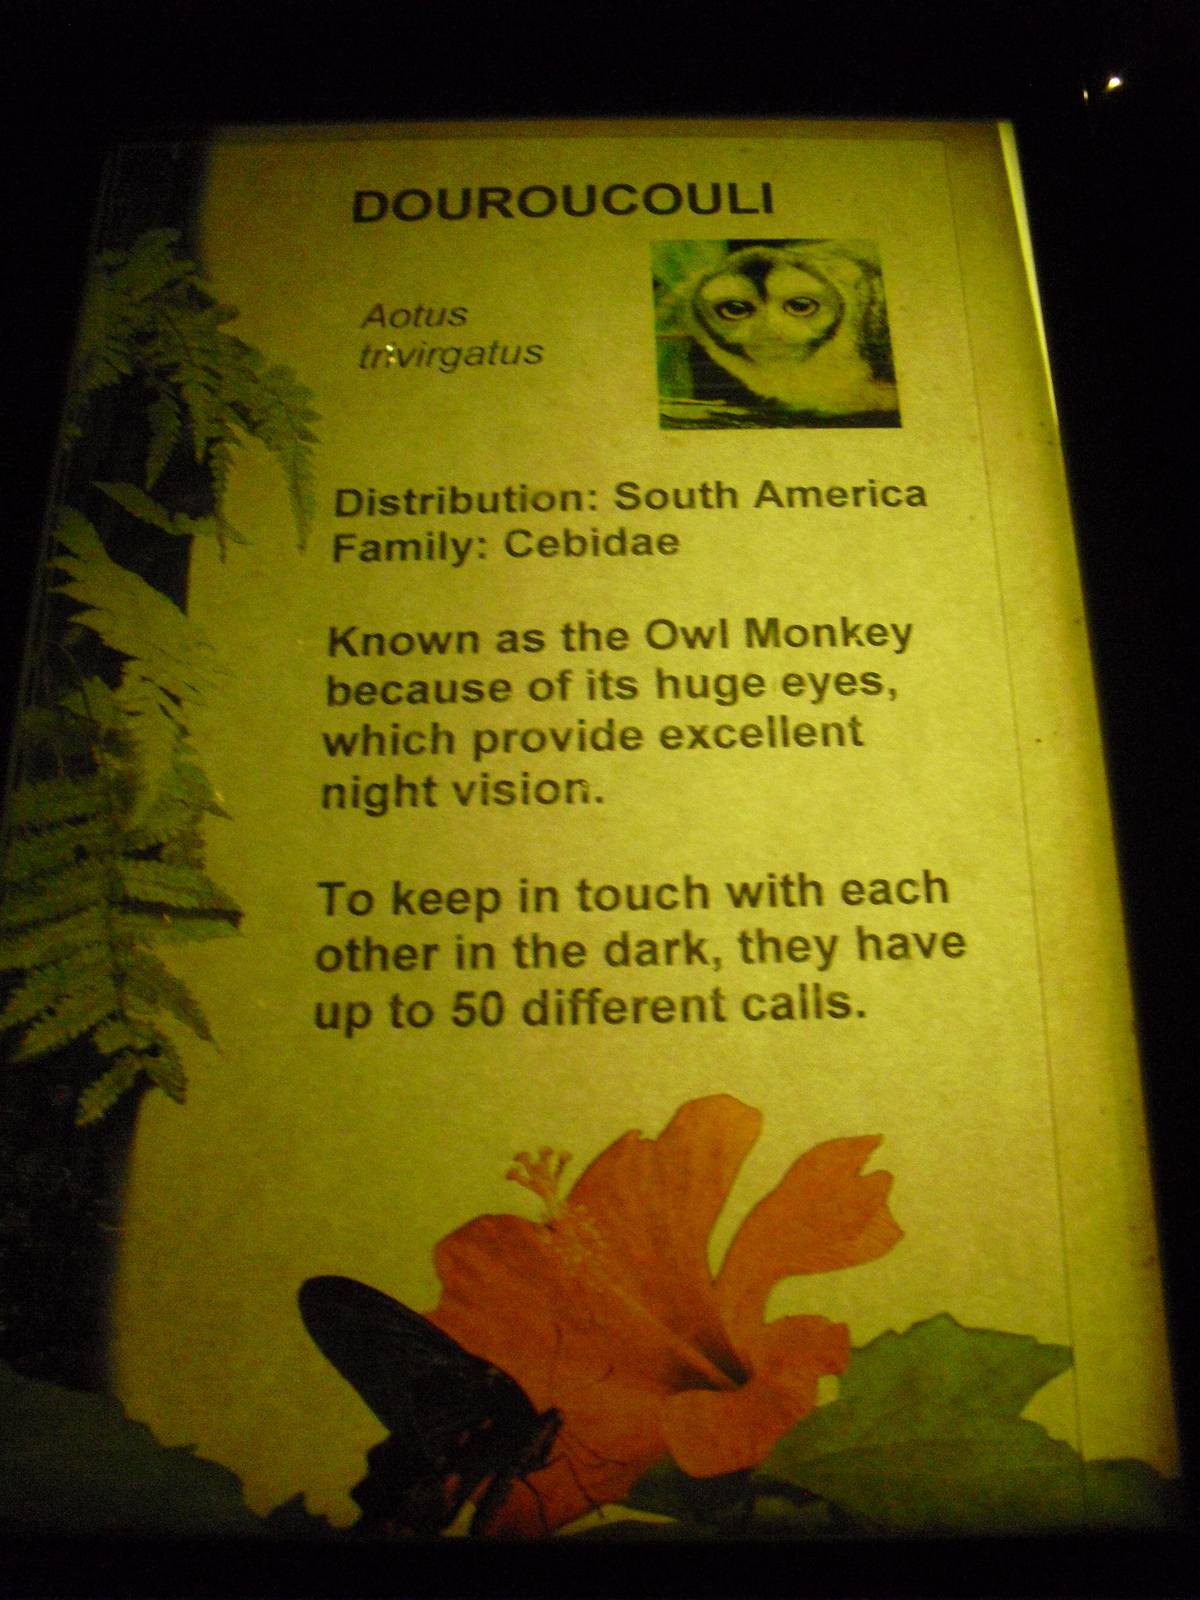 DOUROUCOULI
Aotus
trivirgatus
Distribution: South America
Family: Cebidae
Known as the Owl Monkey
because of its huge eyes,
which provide excellent
night vision.
To keep in touch with each
other in the dark, they have
up to 50 different calls.